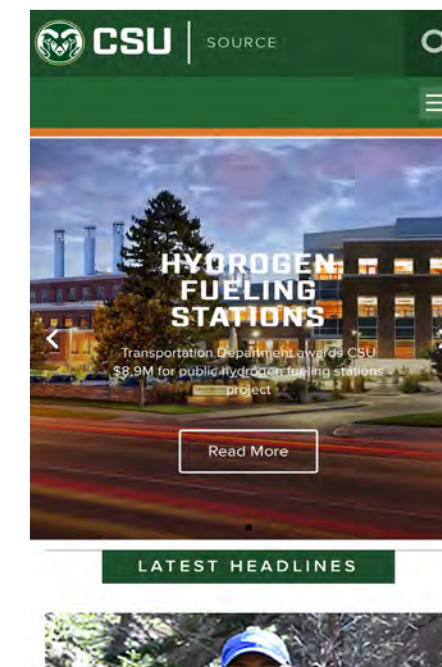 CSU
SOURCE
HYDROGEN
FUELING
STATIONS
Transportation Department awards CSU
$8.9M for public hydrogen fueling stations
project
Read More
LATEST HEADLINES